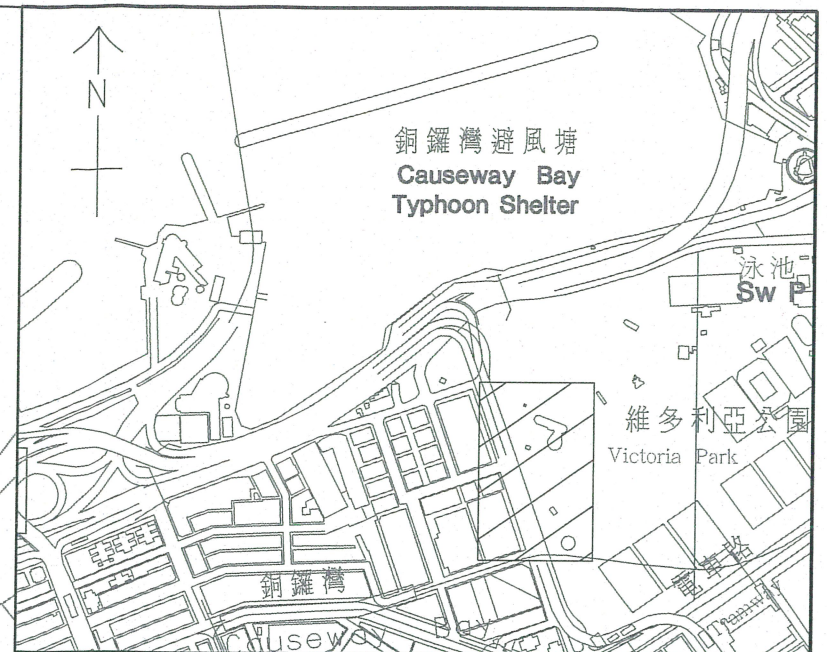 N
銅鑼灣避風塘
Causeway Bay
Typhoon Shelter
泳池
Sw P
維多利亞公園
Victoria Park
電車路
Tramway
銅鑼灣
Causeway Bay